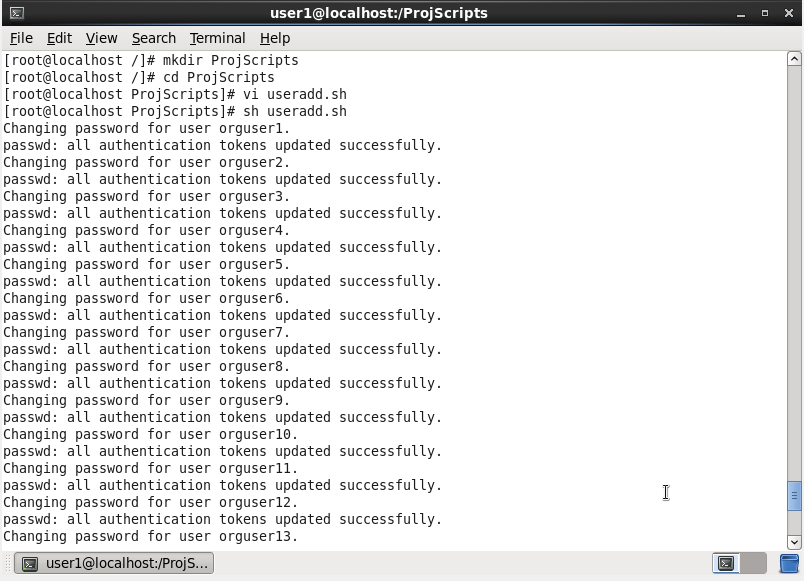 user1@localhost:/ProjScripts
File Edit View Search Terminal Help
[root@localhost /]# mkdir ProjScripts
[root@localhost /]# cd ProjScripts
[root@localhost ProjScripts]# vi useradd.sh
[root@localhost ProjScripts]# sh useradd.sh
Changing password for user orguser1.
passwd: all authentication tokens updated successfully.
Changing password for user orguser2.
passwd: all authentication tokens updated successfully.
Changing password for user orguser3.
passwd: all authentication tokens updated successfully.
Changing password for user orguser4.
passwd: all authentication tokens updated successfully.
Changing password for user orguser5.
passwd: all authentication tokens updated successfully.
Changing password for user orguser6.
passwd: all authentication tokens updated successfully.
Changing password for user orguser7.
passwd: all authentication tokens updated successfully.
Changing password for user orguser8.
passwd: all authentication tokens updated successfully.
Changing password for user orguser9.
passwd: all authentication tokens updated successfully.
Changing password for user orguser10.
passwd: all authentication tokens updated successfully.
Changing password for user orguser11.
passwd: all authentication tokens updated successfully.
Changing password for user orguser12.
passwd: all authentication tokens updated successfully.
Changing password for user orguser13.
user1@localhost:/ProjS...